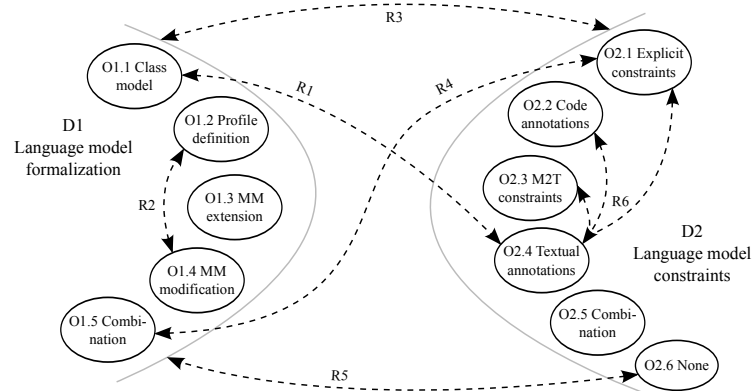 R3
O1.1 Class
model
O2.1 Explicit
constraints
R4
R1
O2.2 Code
annotations
D1
Language model
formalization
O1.2 Profile
definition
O2.3 M2T
constraints
R2
O1.3 MM
extension
R6
D2
Language model
constraints
O2.4 Textual
annotations
O1.4 MM
modification
O1.5 Combi-
nation
O2.5 Combi-
nation
R5
O2.6 None